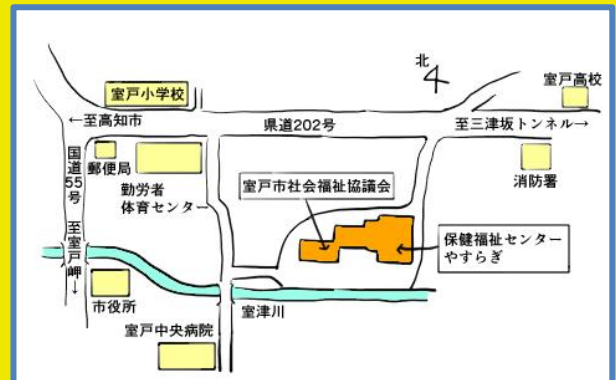 北
室戸高校
室戸小学校
←至高知市
県道202号
至三津坂トンネル→
国道55号
郵便局
勤労者
体育センター
消防署
室戸市社会福祉協議会
保健福祉センター
やすらぎ
至室戸岬→
市役所
室津川
室戸中央病院